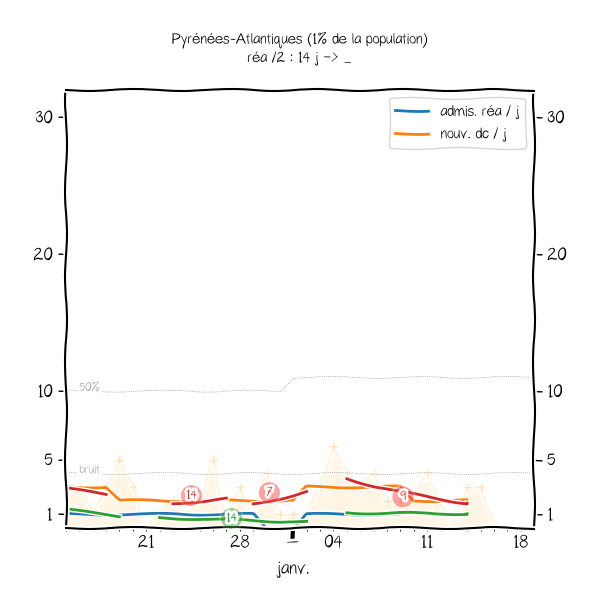 Pyrénées-Atlantiques (1% de la population)
réa /2 : 14 j -> _
admis. réa / j
nouv. dc / j
30 30
20 20
10 10
50%
5 5
bruit
14 7 9
14
1 1
21 28 1 04 11 18
janv.